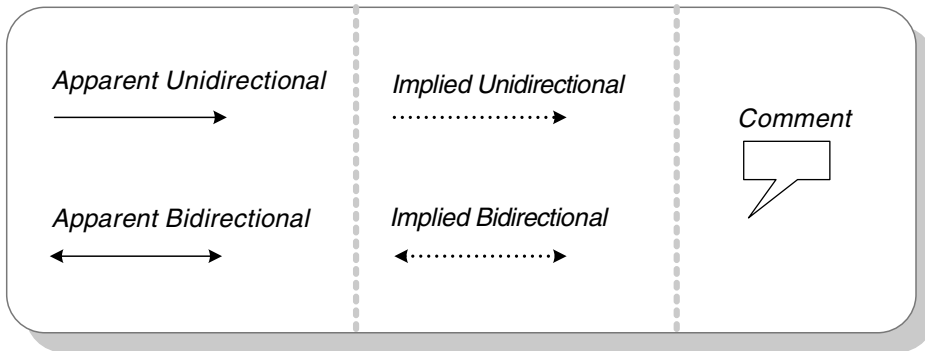 Apparent Unidirectional
Apparent Bidirectional
Implied Unidirectional
Implied Bidirectional
Comment